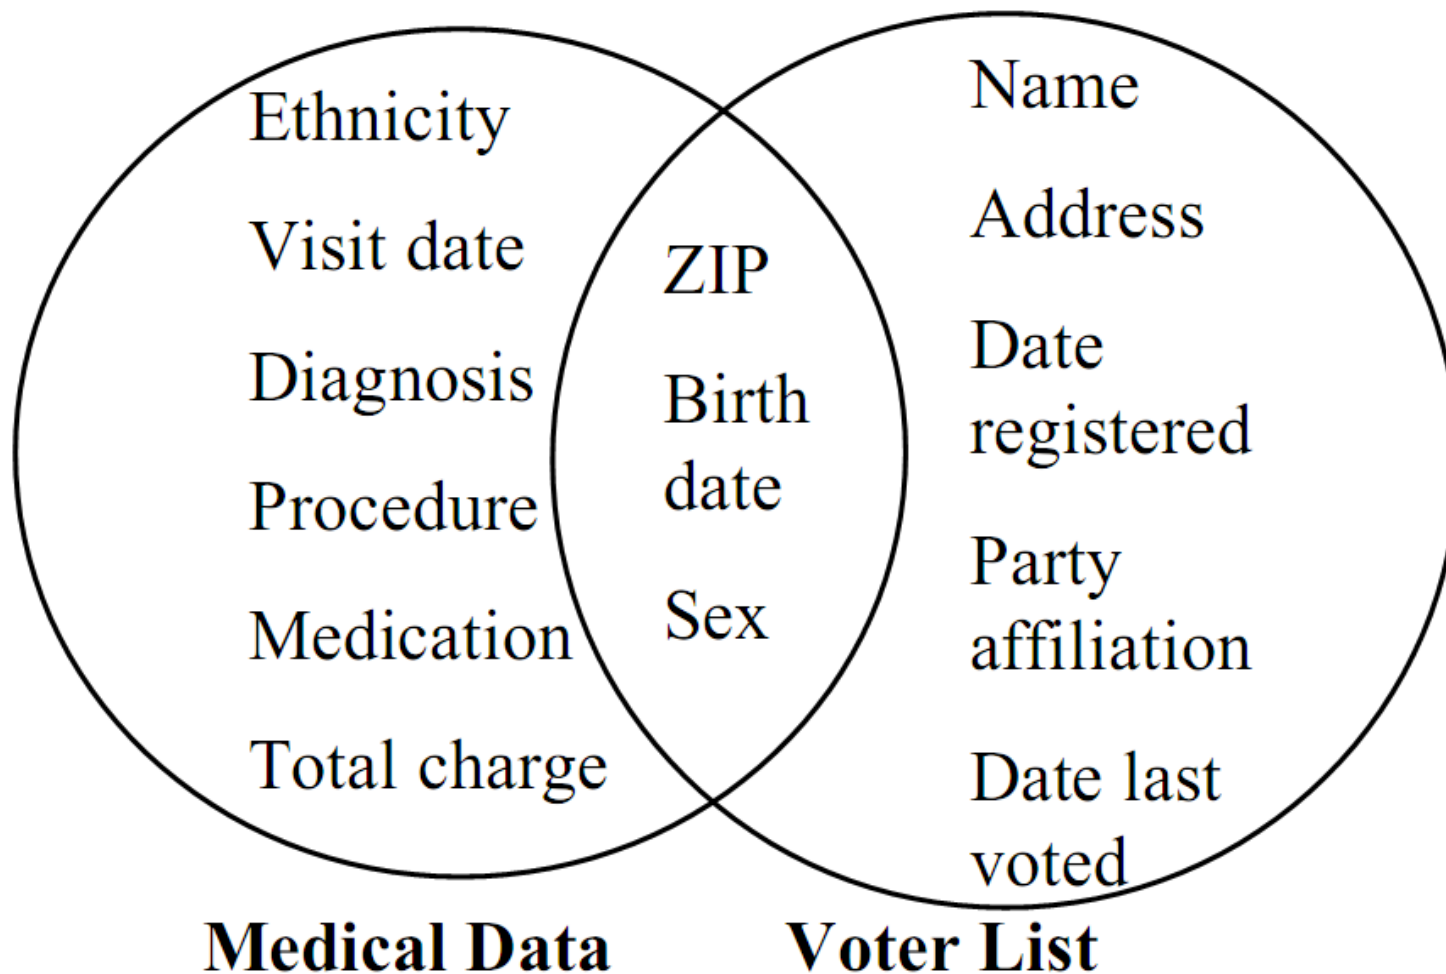 Ethnicity
Visit date
Diagnosis
Procedure
Medication
Total charge
ZIP
Birth
date
Sex
Name
Address
Date
registered
Party
affiliation
Date last
voted
Medical Data
Voter List